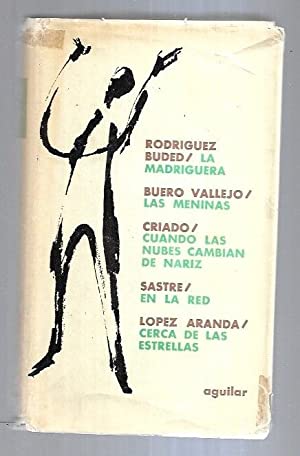 RODRIGUEZ
BUDED/ LA
MADRIGUERA
BUERO VALLEJO/
LAS MENINAS
CRIADO/
CUANDO LAS
NUBES CAMBIAN
DE NARIZ
SASTRE/
EN LA RED
LOPEZ ARANDA/
CERCA DE LAS
ESTRELLAS
aguilar